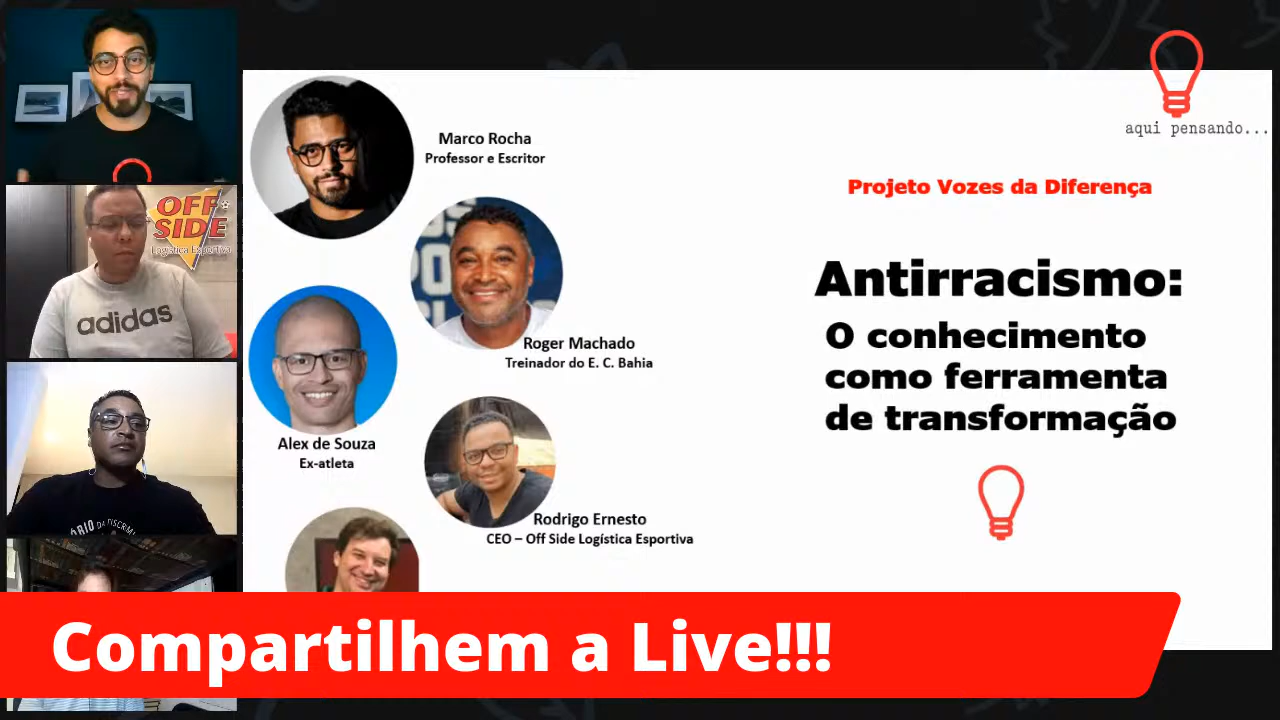 OFF
SIDE
Logística Esportiva
adidas
Marco Rocha
Professor e Escritor
Roger Machado
Treinador do E. C. Bahia
Alex de Souza
Ex-atleta
Rodrigo Ernesto
CEO – Off Side Logística Esportiva
aqui pensando...
Projeto Vozes da Diferença
Antirracismo:
O conhecimento
como ferramenta
de transformação
Compartilhem a Live!!!